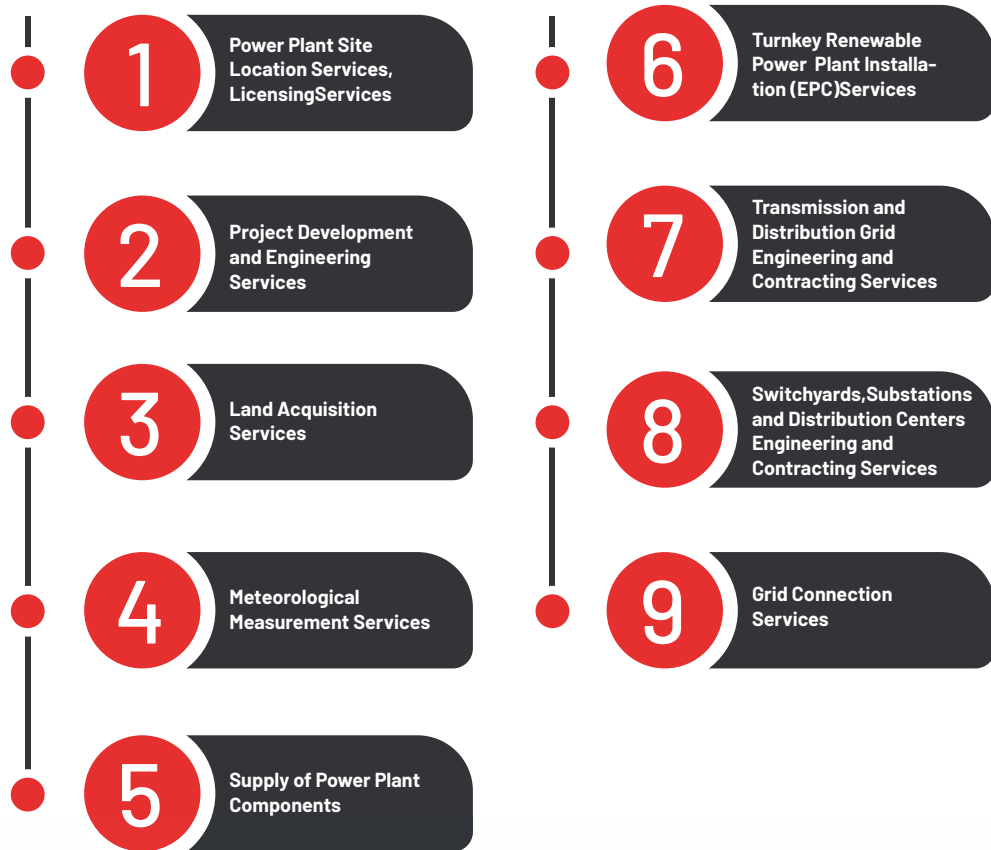 1
Power Plant Site
Location Services,
LicensingServices
2
Project Development
and Engineering
Services
3
Land Acquisition
Services
4
Meteorological
Measurement Services
5
Supply of Power Plant
Components
6
Turnkey Renewable
Power  Plant Installa-
tion (EPC)Services
7
Transmission and
Distribution Grid
Engineering and
Contracting Services
8
Switchyards,Substations
and Distribution Centers
Engineering and
Contracting Services
9
Grid Connection
Services